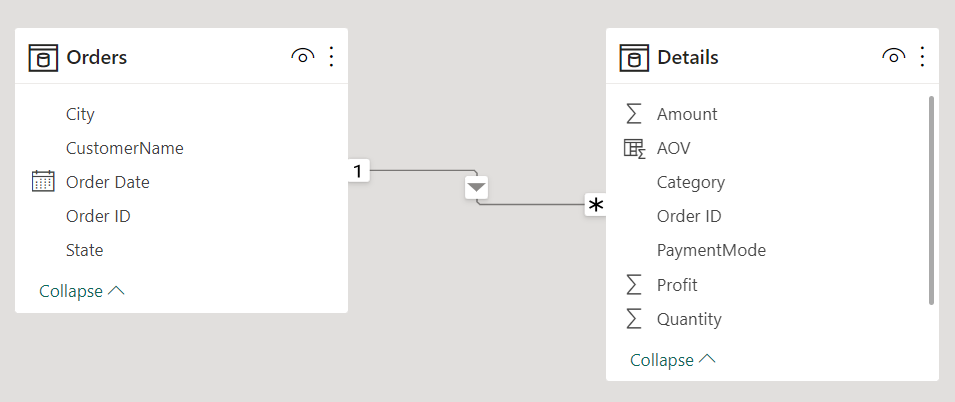 Orders
City
CustomerName
Order Date
Order ID
State
Collapse
1
*
Details
Amount
AOV
Category
Order ID
PaymentMode
Profit
Quantity
Collapse